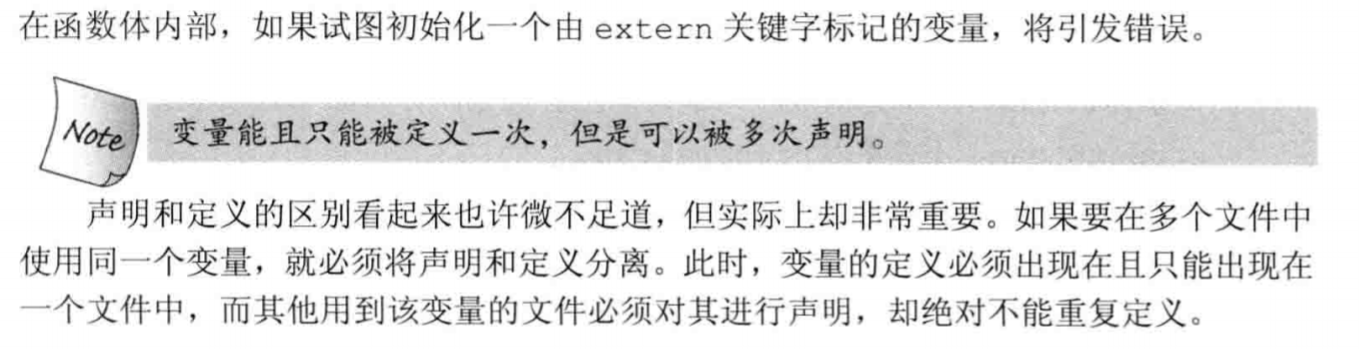 在函数体内部，如果试图初始化一个由 extern 关键字标记的变量，将引发错误。
Note
变量能且只能被定义一次，但是可以被多次声明。
声明和定义的区别看起来也许微不足道，但实际上却非常重要。如果要在多个文件中
使用同一个变量，就必须将声明和定义分离。此时，变量的定义必须出现在且只能出现在
一个文件中，而其他用到该变量的文件必须对其进行声明，却绝对不能重复定义。